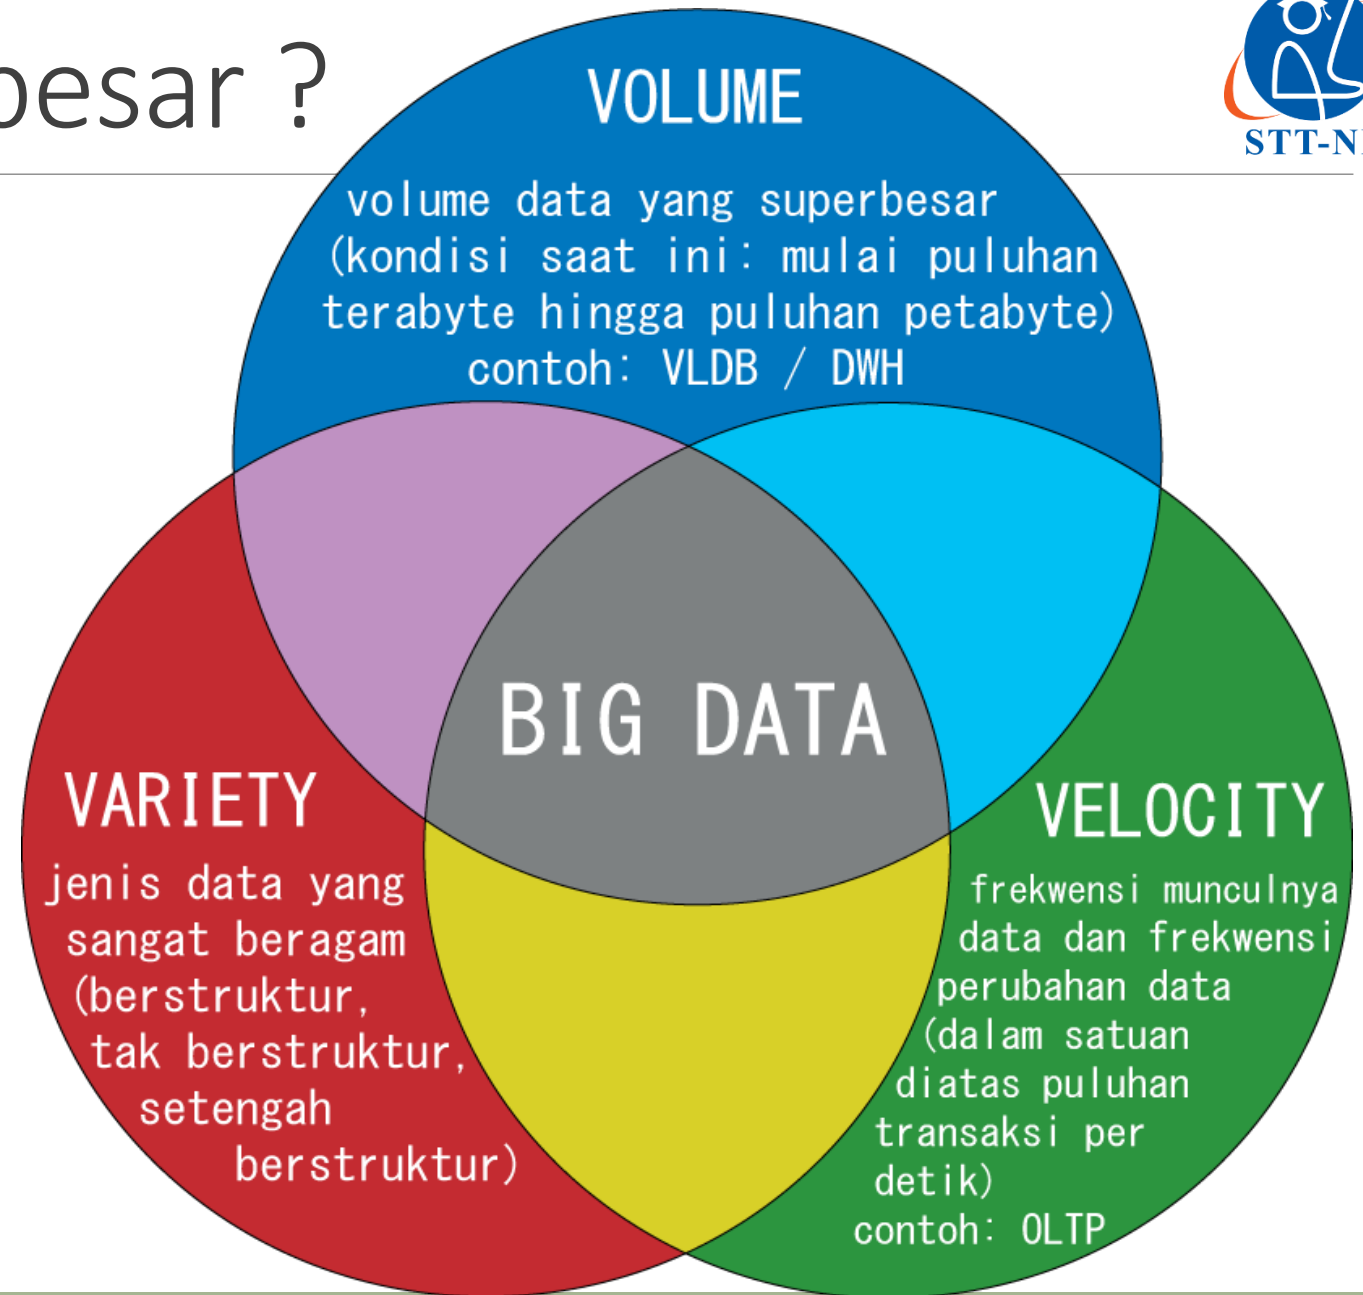 besar ?
STT-N
VOLUME
volume data yang superbesar
(kondisi saat ini: mulai puluhan
terabyte hingga puluhan petabyte)
contoh: VLDB / DWH
BIG DATA
VARIETY
jenis data yang
sangat beragam
(berstruktur,
tak berstruktur,
setengah
berstruktur)
VELOCITY
frekwensi munculnya
data dan frekwensi
perubahan data
(dalam satuan
diatas puluhan
transaksi per
detik)
contoh: OLTP